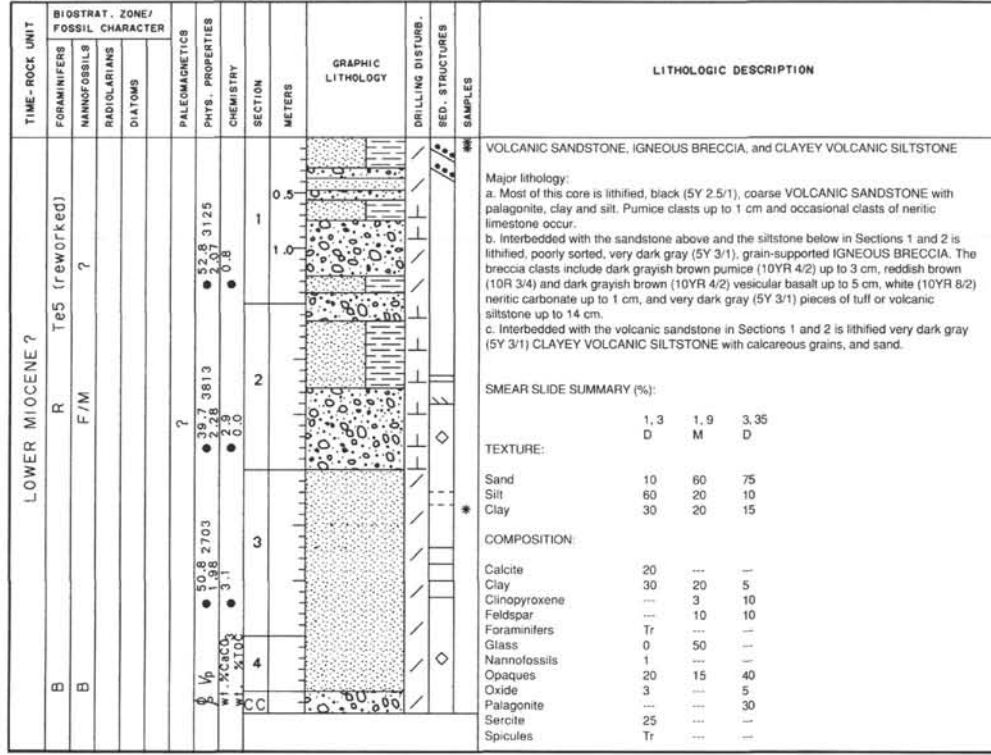 TIME-ROCK UNIT
BIOSTRAT. ZONE/
FOSSIL CHARACTER
FORAMINIFERS
NANNOFOSSILS
RADIOLARIANS
DIATOMS
PALEOMAGNETICS
PHYS. PROPERTIES
CHEMISTRY
SECTION
METERS
GRAPHIC
LITHOLOGY
DRILLING DISTURB.
SED. STRUCTURES
SAMPLES
LITHOLOGIC DESCRIPTION
LOWER MIOCENE ?
R Te5 (reworked)
F/M ?
B
B
?
52.8 3125
2.07
0.8
39.7 3813
2.28
2.9
0.0
50.8 2703
1.98
3.1
ϕ Vp
ρ
wt.%CaCO3
wt. %TOC
1
0.5
1.0
2
3
4
CC
VOLCANIC SANDSTONE, IGNEOUS BRECCIA, and CLAYEY VOLCANIC SILTSTONE
Major lithology:
a. Most of this core is lithified, black (5Y 2.5/1), coarse VOLCANIC SANDSTONE with
palagonite, clay and silt. Pumice clasts up to 1 cm and occasional clasts of neritic
limestone occur.
b. Interbedded with the sandstone above and the siltstone below in Sections 1 and 2 is
lithified, poorly sorted, very dark gray (5Y 3/1), grain-supported IGNEOUS BRECCIA. The
breccia clasts include dark grayish brown pumice (10YR 4/2) up to 3 cm, reddish brown
(10R 3/4) and dark grayish brown (10YR 4/2) vesicular basalt up to 5 cm, white (10YR 8/2)
neritic carbonate up to 1 cm, and very dark gray (5Y 3/1) pieces of tuff or volcanic
siltstone up to 14 cm.
c. Interbedded with the volcanic sandstone in Sections 1 and 2 is lithified very dark gray
(5Y 3/1) CLAYEY VOLCANIC SILTSTONE with calcareous grains, and sand.
SMEAR SLIDE SUMMARY (%):
1, 3 1, 9 3, 35
D M D
TEXTURE:
Sand 10 60 75
Silt 60 20 10
Clay 30 20 15
COMPOSITION:
Calcite 20 --- ---
Clay 30 20 5
Clinopyroxene --- 3 10
Feldspar --- 10 10
Foraminifers Tr --- ---
Glass 0 50 ---
Nannofossils 1 --- ---
Opaques 20 15 40
Oxide 3 --- 5
Palagonite --- --- 30
Sercite 25 --- ---
Spicules Tr --- ---